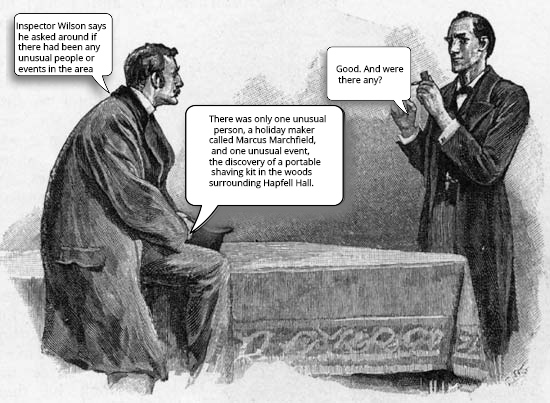 Inspector Wilson says
he asked around if
there had been any
unusual people or
events in the area
Good. And were
there any?
There was only one unusual
person, a holiday maker
called Marcus Marchfield,
and one unusual event,
the discovery of a portable
shaving kit in the woods
surrounding Hapfell Hall.